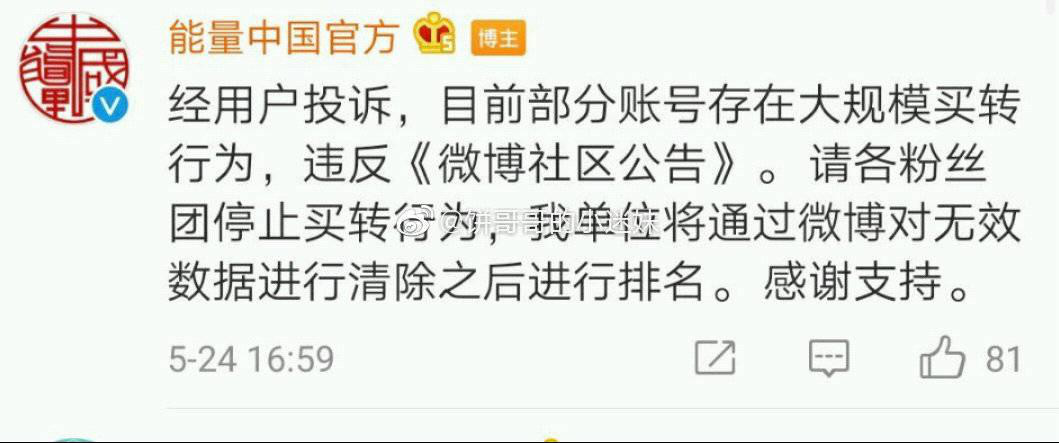 能量中国官方
博主
经用户投诉，目前部分账号存在大规模买转
行为，违反《微博社区公告》。请各粉丝
团停止买转行为，我单位将通过微博对无效
数据进行清除之后进行排名。感谢支持。
@饼哥哥的小迷妹
5-24 16:59
81